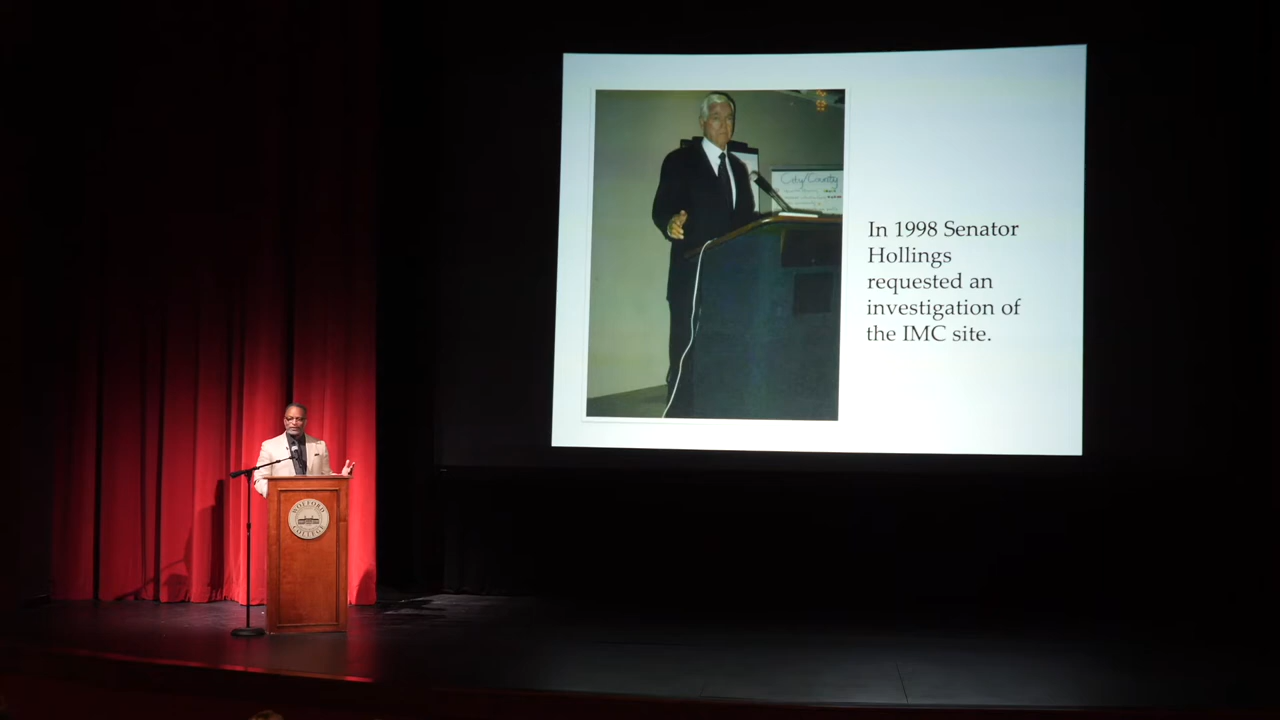 City/County
In 1998 Senator
Hollings
requested an
investigation of
the IMC site.
WOFFORD
COLLEGE